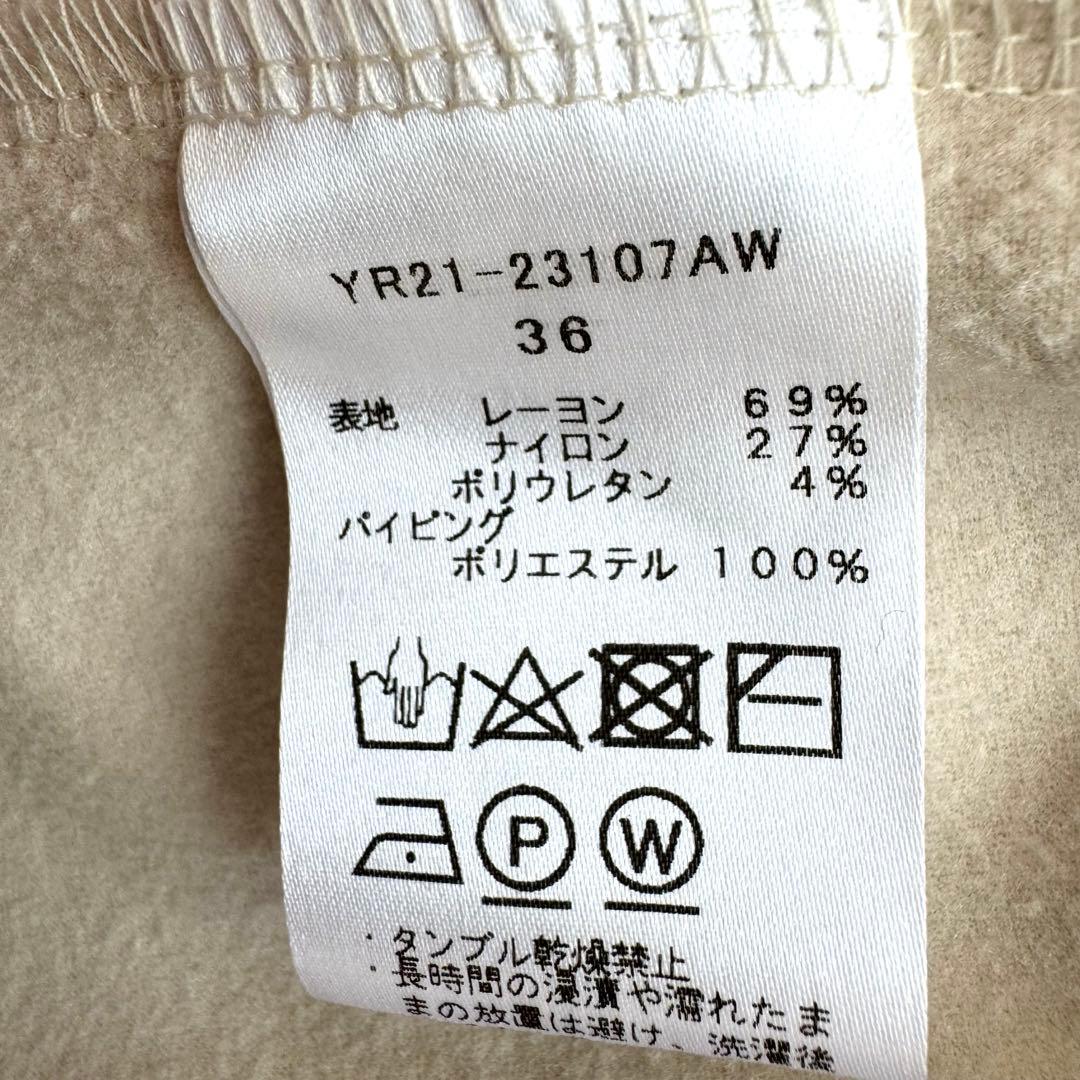 YR21-23107AW
36
表地 レーヨン 69%
ナイロン 27%
ポリウレタン 4%
パイピング
ポリエステル 100%
P W
・タンブル乾燥禁止
・長時間の浸漬や濡れたま
まの放置は避け、洗濯後